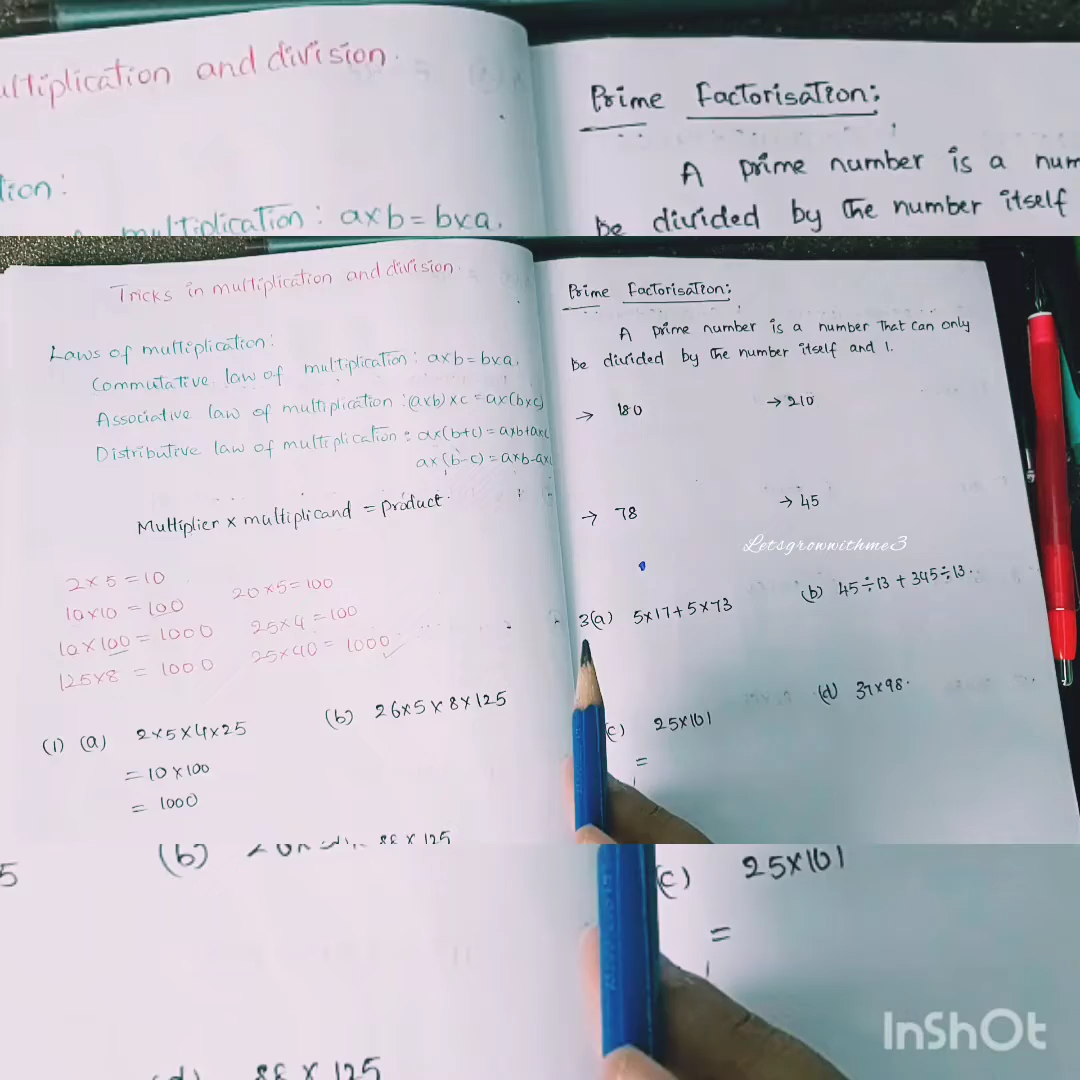 ultiplication and division.
tion:
multiplication: a×b = b×a.
Prime Factorisation:
A prime number is a num
be divided by the number itself
Tricks in multiplication and division.
Laws of multiplication:
Commutative law of multiplication: a×b = b×a.
Associative law of multiplication: (a×b)×c = a×(b×c)
Distributive law of multiplication: a×(b+c) = a×b+a×c
a×(b-c) = a×b-a×
Multiplier × multiplicand = product.
2×5 = 10
10×10 = 100
20×5 = 100
10×100 = 1000
25×4 = 100
125×8 = 1000
25×40 = 1000
(1) (a) 2×5×4×25
(b) 26×5×8×125
= 10×100
= 1000
(b)
88×125
Prime Factorisation:
A prime number is a number that can only
be divided by the number itself and 1.
→ 180
→ 210
→ 78
→ 45
Letsgrowwithme3
3(a) 5×17+5×73
(b) 45÷13 + 345÷13.
(c) 25×101
(d) 37×98.
=
5
(b)
88×125
(c) 25×101
=
InShOt